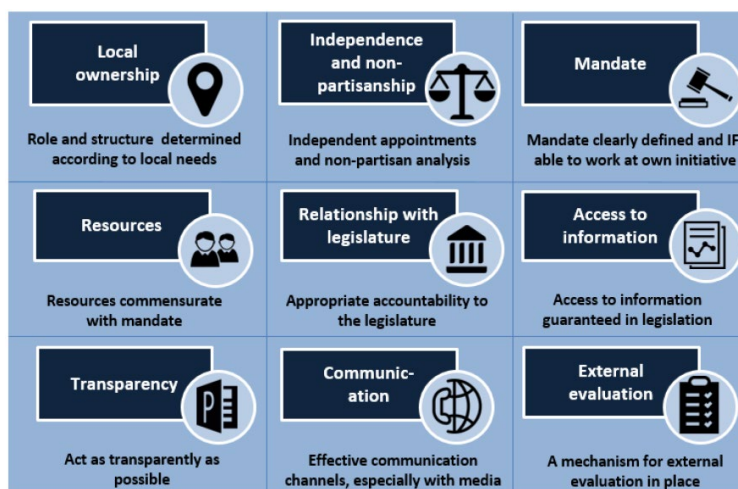 Local
ownership
Role and structure determined
according to local needs
Independence
and non-
partisanship
Independent appointments
and non-partisan analysis
Mandate
Mandate clearly defined and IF
able to work at own initiative
Resources
Resources commensurate
with mandate
Relationship with
legislature
Appropriate accountability to
the legislature
Access to
information
Access to information
guaranteed in legislation
Transparency
P
Act as transparently as
possible
Communic-
ation
Effective communication
channels, especially with media
External
evaluation
A mechanism for external
evaluation in place